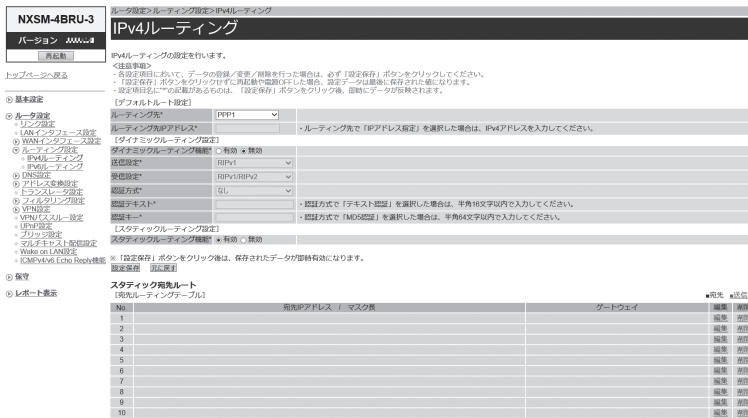 NXSM-4BRU-3
バージョン
再起動
トップページへ戻る
基本設定
ルータ設定
リンク設定
LANインタフェース設定
WANインタフェース設定
ルーティング設定
IPv4ルーティング
IPv6ルーティング
DNS設定
アドレス変換設定
トランスレータ設定
フィルタリング設定
VPN設定
VPNパススルー設定
UPnP設定
ブリッジ設定
マルチキャスト配信設定
Wake on LAN設定
ICMPv4/v6 Echo Reply機能
保守
レポート表示
ルータ設定>ルーティング設定>IPv4ルーティング
IPv4ルーティング
IPv4ルーティングの設定を行います。
<注意事項>
・各設定項目において、データの登録／変更／削除を行った場合は、必ず「設定保存」ボタンをクリックしてください。
・「設定保存」ボタンをクリックせずに再起動や電源OFFした場合、設定データは最後に保存された値になります。
・設定項目名に"*"の記載があるものは、「設定保存」ボタンをクリック後、即時にデータが反映されます。
[デフォルトルート設定]
ルーティング先* PPP1
ルーティング先IPアドレス* ・ルーティング先で「IPアドレス指定」を選択した場合は、IPv4アドレスを入力してください。
[ダイナミックルーティング設定]
ダイナミックルーティング機能* 有効 無効
送信設定* RIPv1
受信設定* RIPv1/RIPv2
認証方式* なし
認証テキスト* ・認証方式で「テキスト認証」を選択した場合は、半角16文字以内で入力してください。
認証キー* ・認証方式で「MD5認証」を選択した場合は、半角64文字以内で入力してください。
[スタティックルーティング設定]
スタティックルーティング機能* 有効 無効
※「設定保存」ボタンをクリック後は、保存されたデータが即時有効になります。
設定保存 元に戻す
スタティック宛先ルート
[宛先ルーティングテーブル] ■宛先 ■送信
No. 宛先IPアドレス / マスク長 ゲートウェイ 編集 削除
1 編集 削除
2 編集 削除
3 編集 削除
4 編集 削除
5 編集 削除
6 編集 削除
7 編集 削除
8 編集 削除
9 編集 削除
10 編集 削除